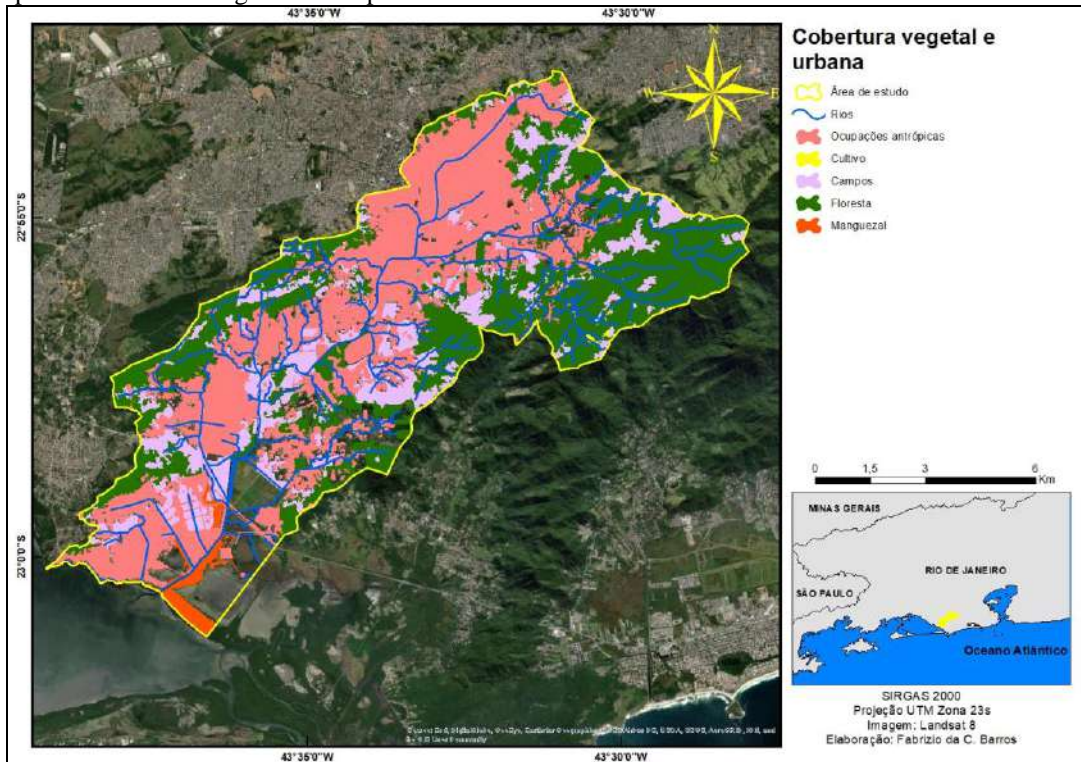 43°35'0"W
43°30'0"W
22°55'0"S
23°0'0"S
43°35'0"W
43°30'0"W
N
W
E
S
Cobertura vegetal e
urbana
Área de estudo
Rios
Ocupações antrópicas
Cultivo
Campos
Floresta
Manguezal
0 1,5 3 6
Km
MINAS GERAIS
RIO DE JANEIRO
SÃO PAULO
Oceano Atlântico
SIRGAS 2000
Projeção UTM Zona 23s
Imagem: Landsat 8
Elaboração: Fabrizio da C. Barros